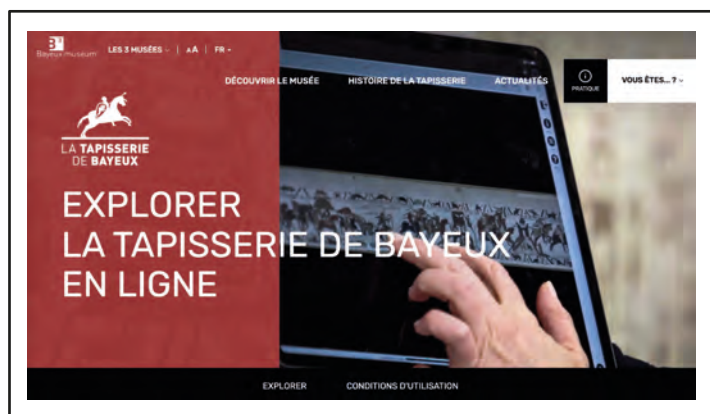 B3
Bayeux museum
LES 3 MUSÉES
AA
FR
DÉCOUVRIR LE MUSÉE
HISTOIRE DE LA TAPISSERIE
ACTUALITÉS
PRATIQUE
VOUS ÊTES... ?
LA TAPISSERIE
DE BAYEUX
EXPLORER
LA TAPISSERIE DE BAYEUX
EN LIGNE
EXPLORER
CONDITIONS D'UTILISATION